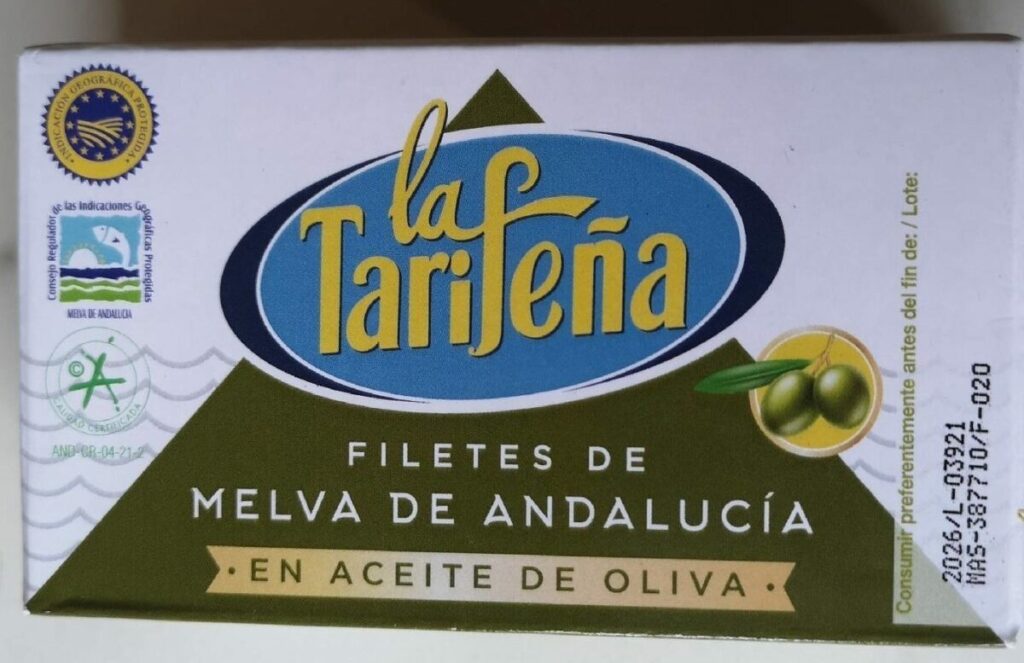 INDICACIÓN GEOGRÁFICA PROTEGIDA
Consejo Regulador de las Indicaciones Geográficas Protegidas
MELVA DE ANDALUCIA
CALIDAD CERTIFICADA
AND-CR-04-21-2
la
Tarifeña
FILETES DE
MELVA DE ANDALUCÍA
· EN ACEITE DE OLIVA ·
Consumir preferentemente antes del fin de: / Lote:
2026/L-03921
MAS-387710/F-020